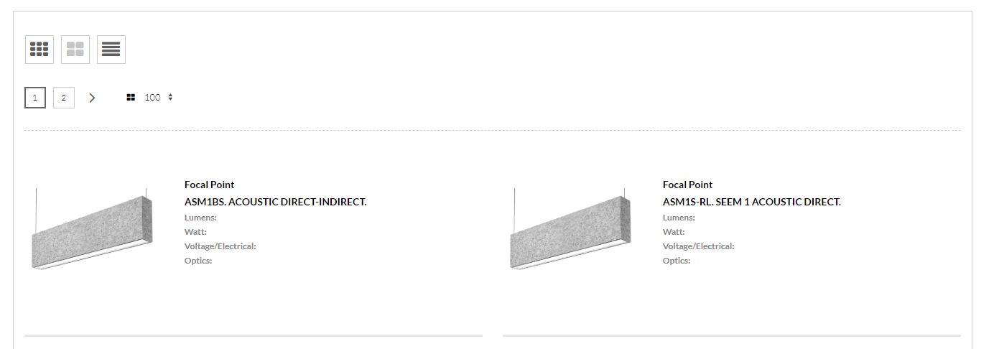 1 2 100
Focal Point
ASM1BS. ACOUSTIC DIRECT-INDIRECT.
Lumens:
Watt:
Voltage/Electrical:
Optics:
Focal Point
ASM1S-RL. SEEM 1 ACOUSTIC DIRECT.
Lumens:
Watt:
Voltage/Electrical:
Optics: